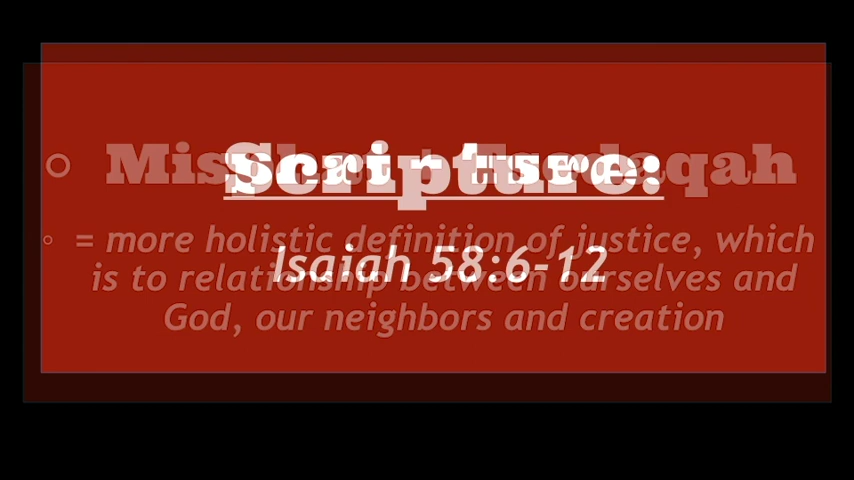 Scripture:
Isaiah 58:6-12
Tsedaqah
= more holistic definition of justice, which
is to relationship between ourselves and
God, our neighbors and creation